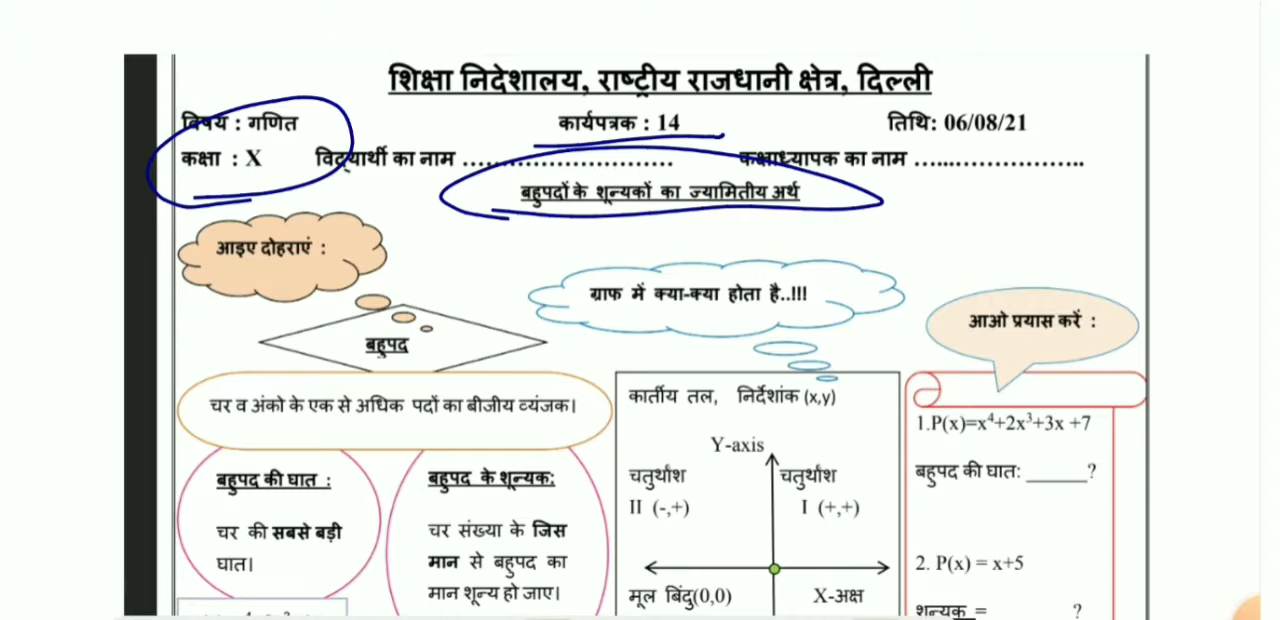 शिक्षा निदेशालय, राष्ट्रीय राजधानी क्षेत्र, दिल्ली
विषय : गणित कार्यपत्रक : 14 तिथि: 06/08/21
कक्षा : X विद्यार्थी का नाम ........................... कक्षाध्यापक का नाम ........................
बहुपदों के शून्यकों का ज्यामितीय अर्थ
आइए दोहराएं :
ग्राफ में क्या-क्या होता है..!!!
आओ प्रयास करें :
बहुपद
चर व अंको के एक से अधिक पदों का बीजीय व्यंजक।
बहुपद की घात :
चर की सबसे बड़ी
घात।
बहुपद के शून्यक:
चर संख्या के जिस
मान से बहुपद का
मान शून्य हो जाए।
कार्तीय तल, निर्देशांक (x,y)
Y-axis
चतुर्थांश चतुर्थांश
II (-,+) I (+,+)
मूल बिंदु(0,0) X-अक्ष
1.P(x)=x⁴+2x³+3x +7
बहुपद की घात: ______?
2. P(x) = x+5
शून्यक = ________?